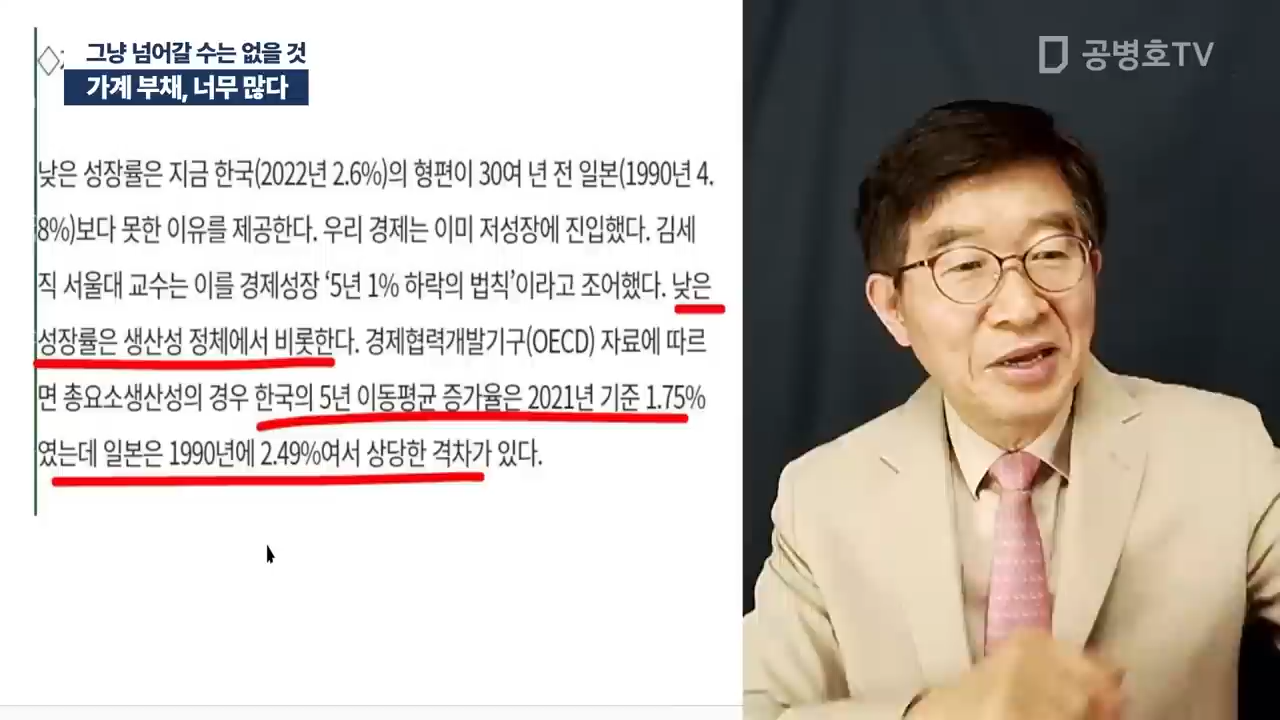 그냥 넘어갈 수는 없을 것
가계 부채, 너무 많다
공병호TV
낮은 성장률은 지금 한국(2022년 2.6%)의 형편이 30여 년 전 일본(1990년 4.
8%)보다 못한 이유를 제공한다. 우리 경제는 이미 저성장에 진입했다. 김세
직 서울대 교수는 이를 경제성장 ‘5년 1% 하락의 법칙’이라고 조어했다. 낮은
성장률은 생산성 정체에서 비롯한다. 경제협력개발기구(OECD) 자료에 따르
면 총요소생산성의 경우 한국의 5년 이동평균 증가율은 2021년 기준 1.75%
였는데 일본은 1990년에 2.49%여서 상당한 격차가 있다.